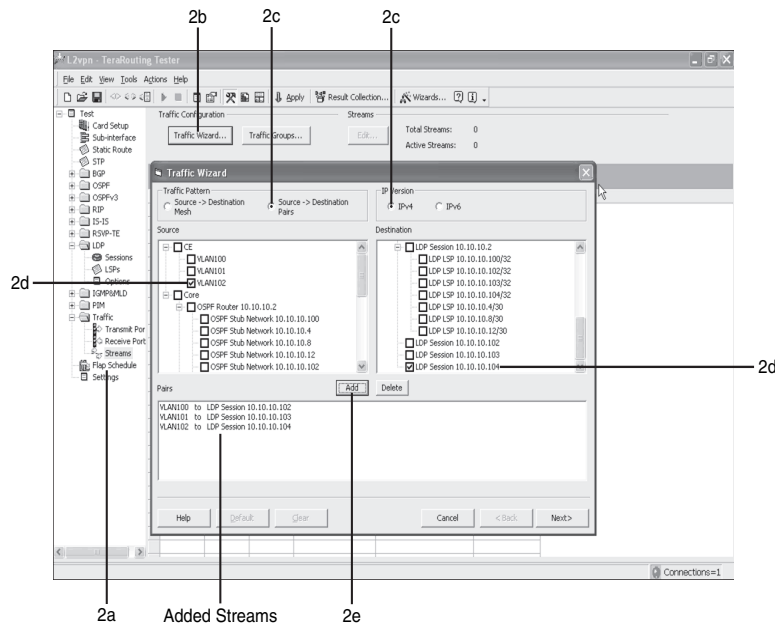 2b
2c
2c
L2vpn - TeraRouting Tester
File Edit View Tools Actions Help
Apply
Result Collection...
Wizards...
Test
Card Setup
Sub-interface
Static Route
STP
BGP
OSPF
OSPFv3
RIP
IS-IS
RSVP-TE
LDP
Sessions
LSPs
Options
IGMP&MLD
PIM
Traffic
Transmit Por
Receive Port
Streams
Flap Schedule
Settings
Traffic Configuration
Traffic Wizard...
Traffic Groups...
Streams
Edit...
Total Streams: 0
Active Streams: 0
Traffic Wizard
Traffic Pattern
Source -> Destination Mesh
Source -> Destination Pairs
IP Version
IPv4
IPv6
Source
CE
VLAN100
VLAN101
VLAN102
Core
OSPF Router 10.10.10.2
OSPF Stub Network 10.10.10.100
OSPF Stub Network 10.10.10.4
OSPF Stub Network 10.10.10.8
OSPF Stub Network 10.10.10.12
OSPF Stub Network 10.10.10.102
Destination
LDP Session 10.10.10.2
LDP LSP 10.10.10.100/32
LDP LSP 10.10.10.102/32
LDP LSP 10.10.10.103/32
LDP LSP 10.10.10.104/32
LDP LSP 10.10.10.4/30
LDP LSP 10.10.10.8/30
LDP LSP 10.10.10.12/30
LDP Session 10.10.10.102
LDP Session 10.10.10.103
LDP Session 10.10.10.104
2d
2d
Pairs
Add
Delete
VLAN100 to LDP Session 10.10.10.102
VLAN101 to LDP Session 10.10.10.103
VLAN102 to LDP Session 10.10.10.104
Help
Default
Clear
Cancel
< Back
Next>
Connections=1
2a
Added Streams
2e